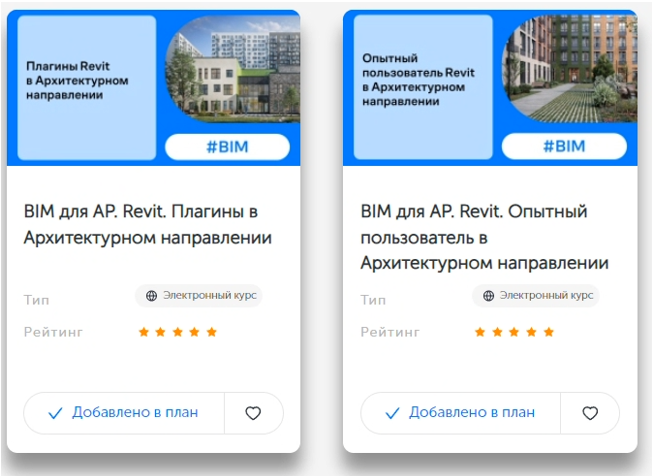 Плагины Revit
в Архитектурном
направлении
#BIM
BIM для АР. Revit. Плагины в
Архитектурном направлении
Тип
Электронный курс
Рейтинг
Добавлено в план
Опытный
пользователь Revit
в Архитектурном
направлении
#BIM
BIM для АР. Revit. Опытный
пользователь в
Архитектурном направлении
Тип
Электронный курс
Рейтинг
Добавлено в план